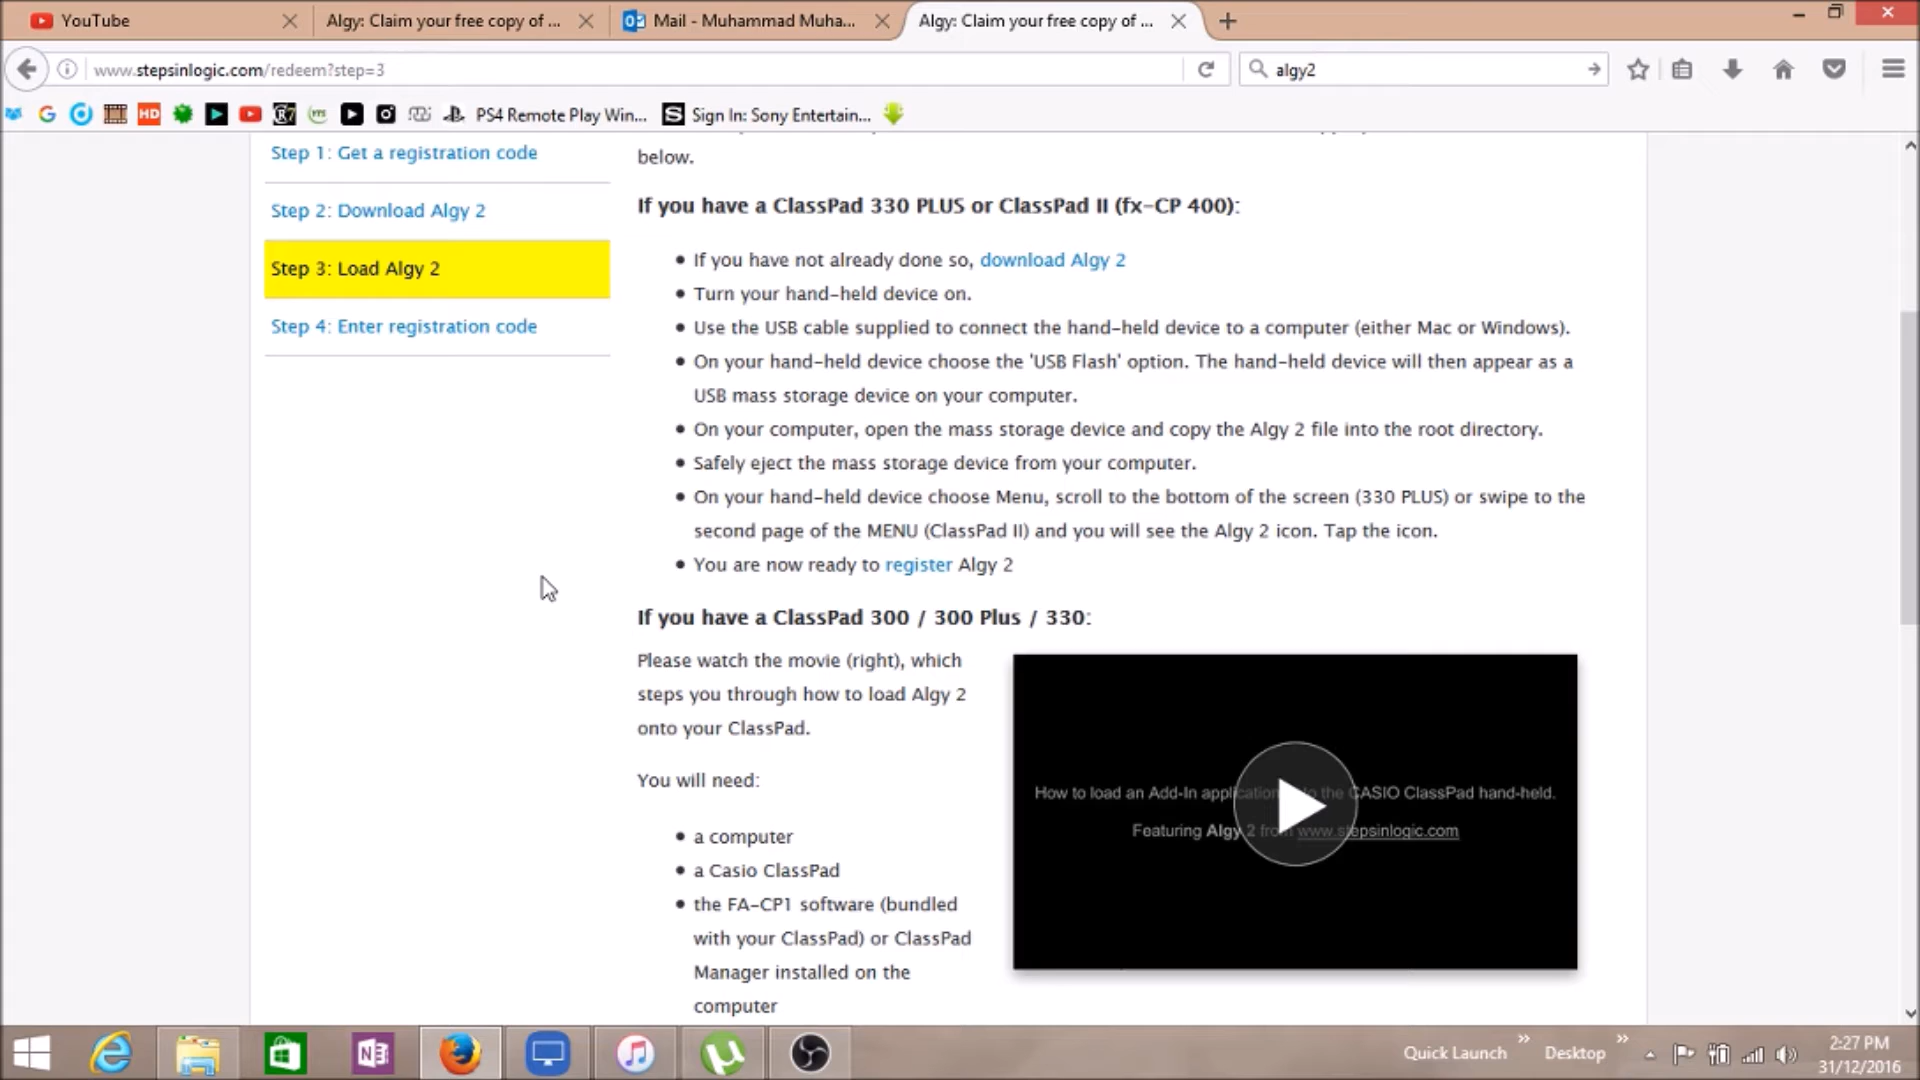 YouTube
Algy: Claim your free copy of ...
Mail - Muhammad Muha...
Algy: Claim your free copy of ...
www.stepsinlogic.com/redeem?step=3
algy2
G
HD
PS4 Remote Play Win...
Sign In: Sony Entertain...
Step 1: Get a registration code
Step 2: Download Algy 2
Step 3: Load Algy 2
Step 4: Enter registration code
below.
If you have a ClassPad 330 PLUS or ClassPad II (fx-CP 400):
If you have not already done so, download Algy 2
Turn your hand-held device on.
Use the USB cable supplied to connect the hand-held device to a computer (either Mac or Windows).
On your hand-held device choose the 'USB Flash' option. The hand-held device will then appear as a
USB mass storage device on your computer.
On your computer, open the mass storage device and copy the Algy 2 file into the root directory.
Safely eject the mass storage device from your computer.
On your hand-held device choose Menu, scroll to the bottom of the screen (330 PLUS) or swipe to the
second page of the MENU (ClassPad II) and you will see the Algy 2 icon. Tap the icon.
You are now ready to register Algy 2
If you have a ClassPad 300 / 300 Plus / 330:
Please watch the movie (right), which
steps you through how to load Algy 2
onto your ClassPad.
You will need:
a computer
a Casio ClassPad
the FA-CP1 software (bundled
with your ClassPad) or ClassPad
Manager installed on the
computer
How to load an Add-In application to the CASIO ClassPad hand-held.
Featuring Algy 2 from www.stepsinlogic.com
Quick Launch
Desktop
2:27 PM
31/12/2016